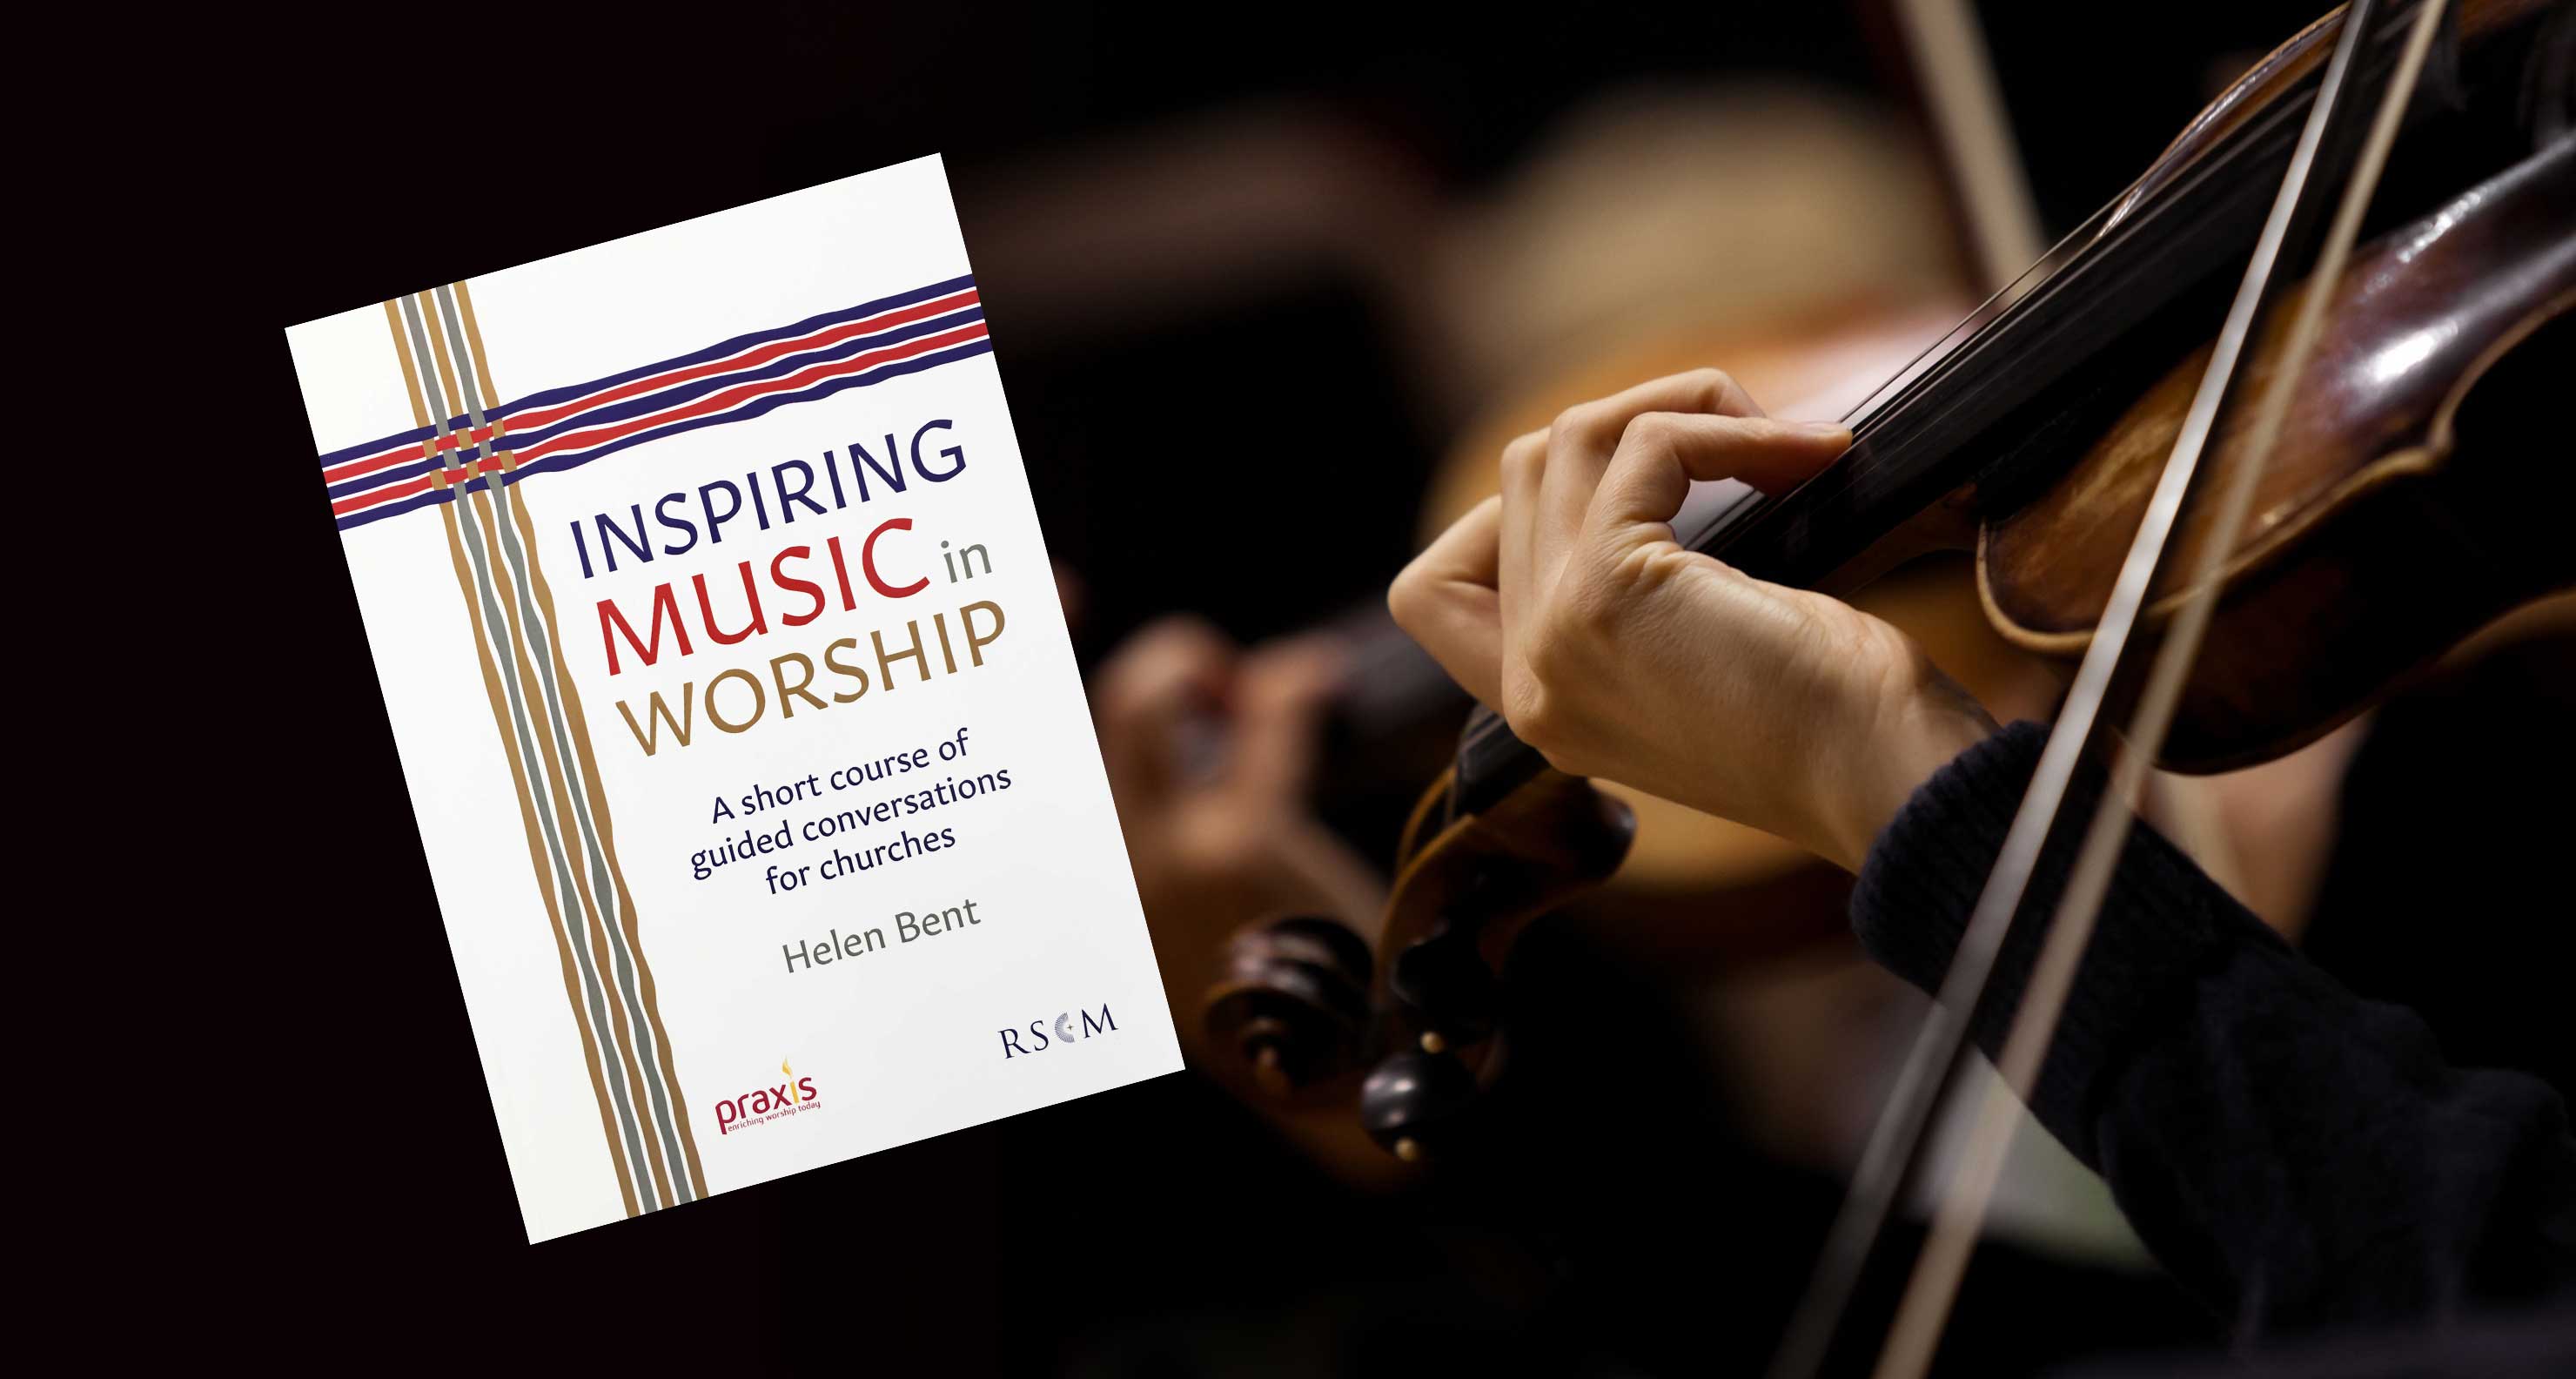 INSPIRING
MUSIC in
WORSHIP
A short course of
guided conversations
for churches
Helen Bent
praxis
enriching worship today
RSCM